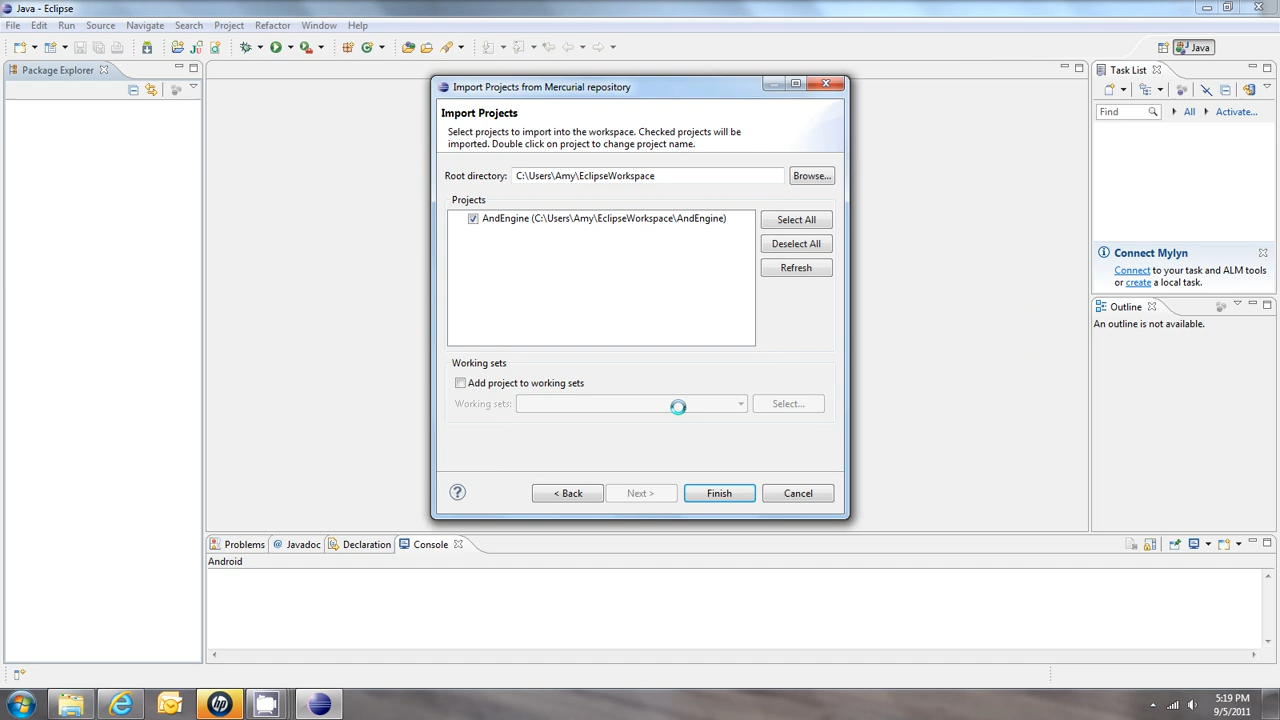 Java - Eclipse
File Edit Run Source Navigate Search Project Refactor Window Help
Java
Package Explorer
Import Projects from Mercurial repository
Import Projects
Select projects to import into the workspace. Checked projects will be
imported. Double click on project to change project name.
Root directory: C:\Users\Amy\EclipseWorkspace Browse...
Projects
AndEngine (C:\Users\Amy\EclipseWorkspace\AndEngine)
Select All
Deselect All
Refresh
Working sets
Add project to working sets
Working sets: Select...
< Back Next > Finish Cancel
Task List
Find All Activate...
Connect Mylyn
Connect to your task and ALM tools
or create a local task.
Outline
An outline is not available.
Problems @ Javadoc Declaration Console
Android
hp
5:19 PM
9/5/2011